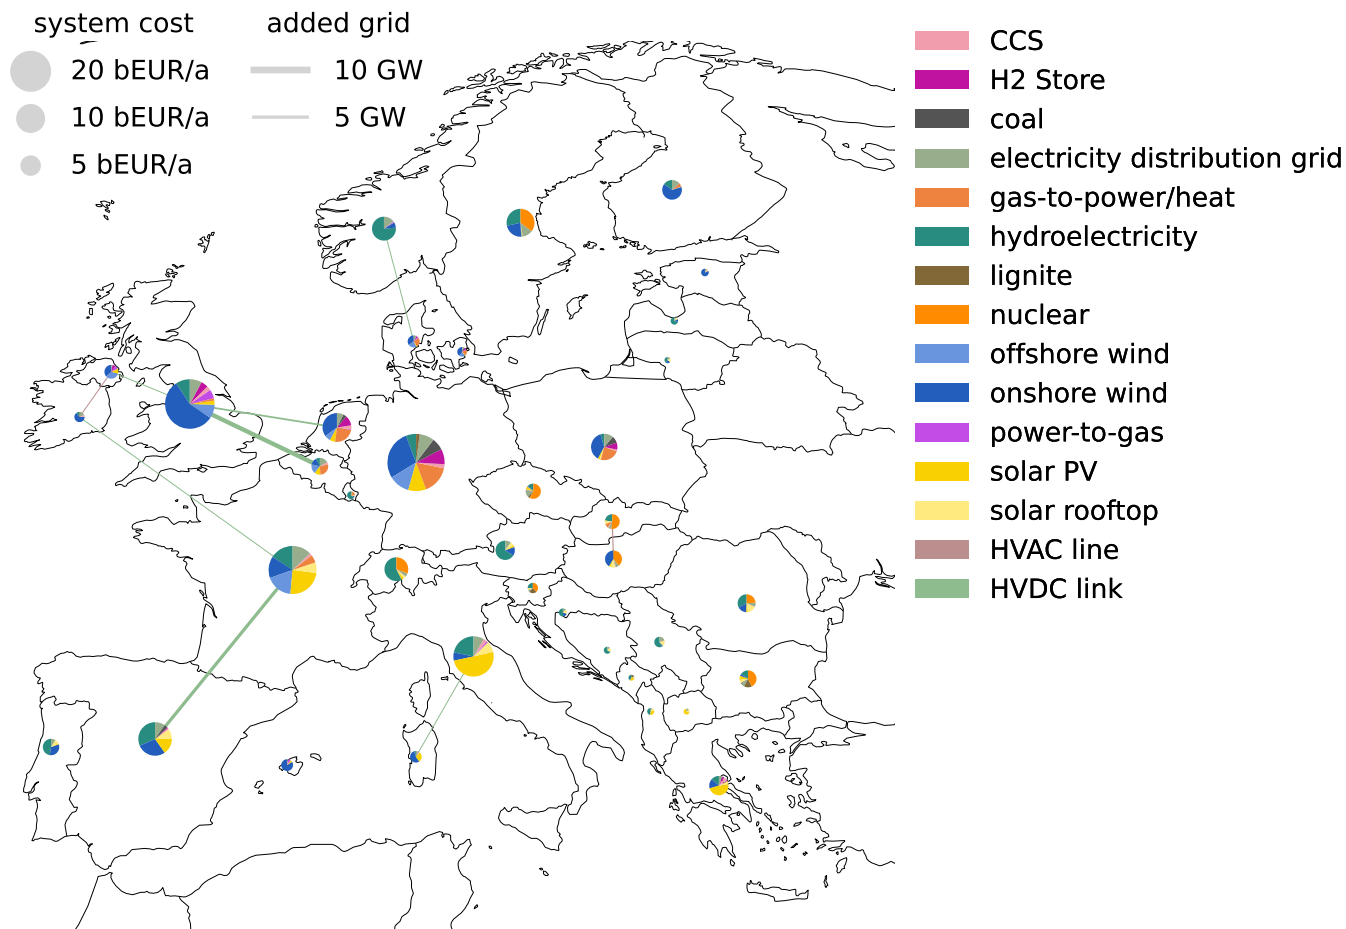 system cost
added grid
20 bEUR/a
10 GW
10 bEUR/a
5 GW
5 bEUR/a
CCS
H2 Store
coal
electricity distribution grid
gas-to-power/heat
hydroelectricity
lignite
nuclear
offshore wind
onshore wind
power-to-gas
solar PV
solar rooftop
HVAC line
HVDC link